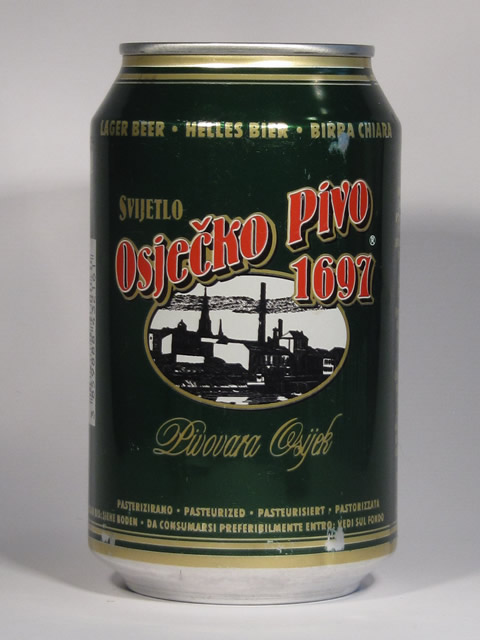 LAGER BEER • HELLES BIER • BIRRA CHIARA
SVIJETLO
Osječko Pivo ®
1697
Pivovara Osijek
PASTERIZIRANO • PASTEURIZED • PASTEURISIERT • PASTORIZZATA
SIEHE BODEN • DA CONSUMARSI PREFERIBILMENTE ENTRO: VEDI SUL FONDO